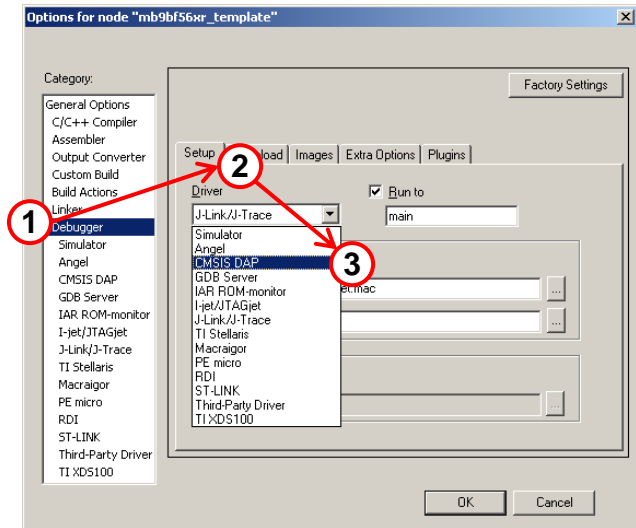 Options for node "mb9bf56xr_template"
Category:
General Options
C/C++ Compiler
Assembler
Output Converter
Custom Build
Build Actions
Linker
Debugger
Simulator
Angel
CMSIS DAP
GDB Server
IAR ROM-monitor
I-jet/JTAGjet
J-Link/J-Trace
TI Stellaris
Macraigor
PE micro
RDI
ST-LINK
Third-Party Driver
TI XDS100
1
Factory Settings
Setup
2
Images
Extra Options
Plugins
Driver
Run to
J-Link/J-Trace
main
Simulator
Angel
CMSIS DAP
3
GDB Server
IAR ROM-monitor
I-jet/JTAGjet
J-Link/J-Trace
TI Stellaris
Macraigor
PE micro
RDI
ST-LINK
Third-Party Driver
TI XDS100
...
...
...
OK
Cancel